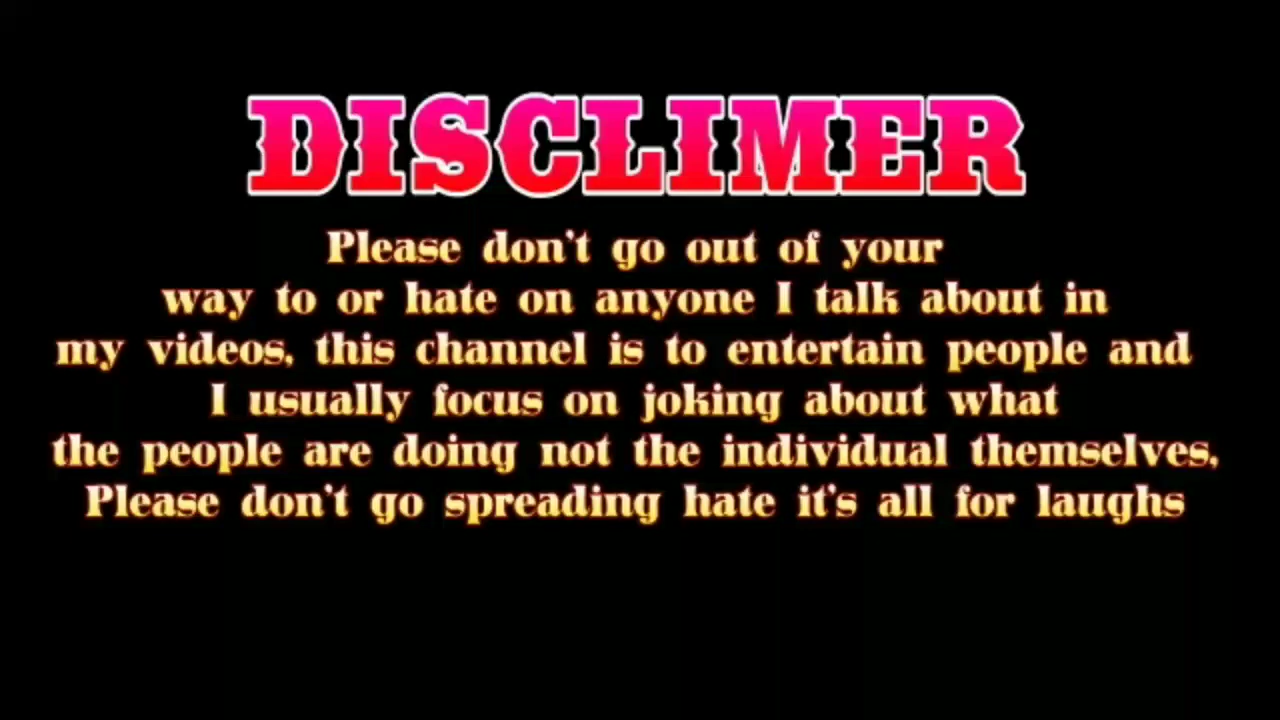 DISCLIMER
Please don't go out of your
way to or hate on anyone I talk about in
my videos, this channel is to entertain people and
I usually focus on joking about what
the people are doing not the individual themselves,
Please don't go spreading hate it's all for laughs